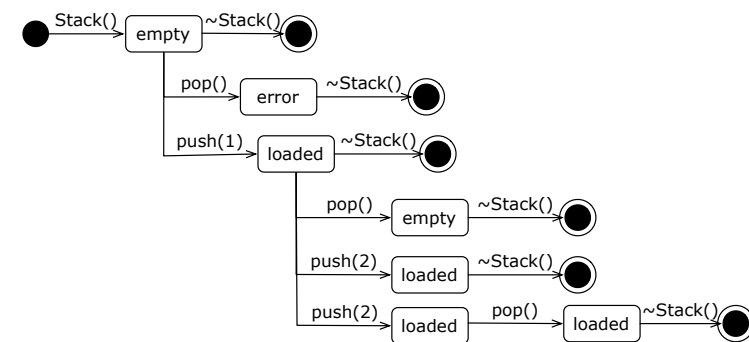 Stack() empty ~Stack()
pop() error ~Stack()
push(1) loaded ~Stack()
pop() empty ~Stack()
push(2) loaded ~Stack()
push(2) loaded pop() loaded ~Stack()